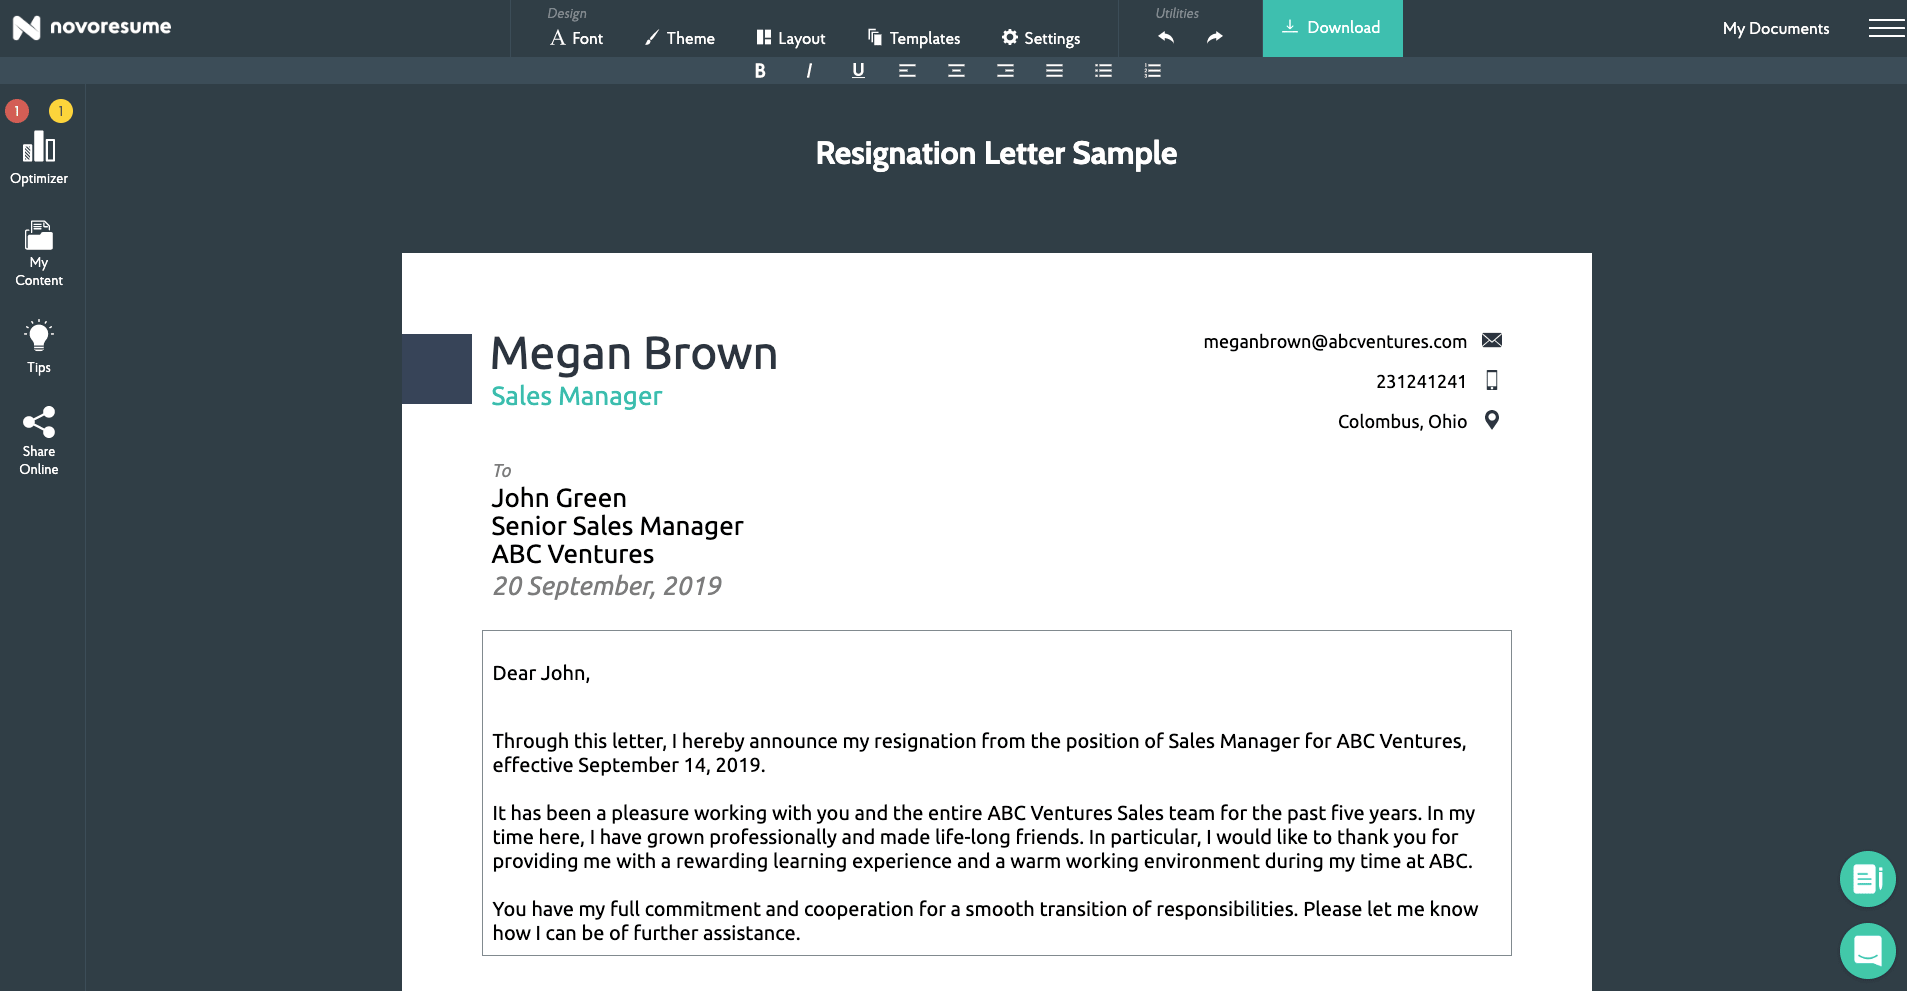 novoresume
Design
Font Theme Layout Templates Settings
Utilities
Download
My Documents
B I U
1 1
Optimizer
My
Content
Tips
Share
Online
Resignation Letter Sample
Megan Brown
Sales Manager
meganbrown@abcventures.com
231241241
Colombus, Ohio
To
John Green
Senior Sales Manager
ABC Ventures
20 September, 2019
Dear John,
Through this letter, I hereby announce my resignation from the position of Sales Manager for ABC Ventures,
effective September 14, 2019.
It has been a pleasure working with you and the entire ABC Ventures Sales team for the past five years. In my
time here, I have grown professionally and made life-long friends. In particular, I would like to thank you for
providing me with a rewarding learning experience and a warm working environment during my time at ABC.
You have my full commitment and cooperation for a smooth transition of responsibilities. Please let me know
how I can be of further assistance.